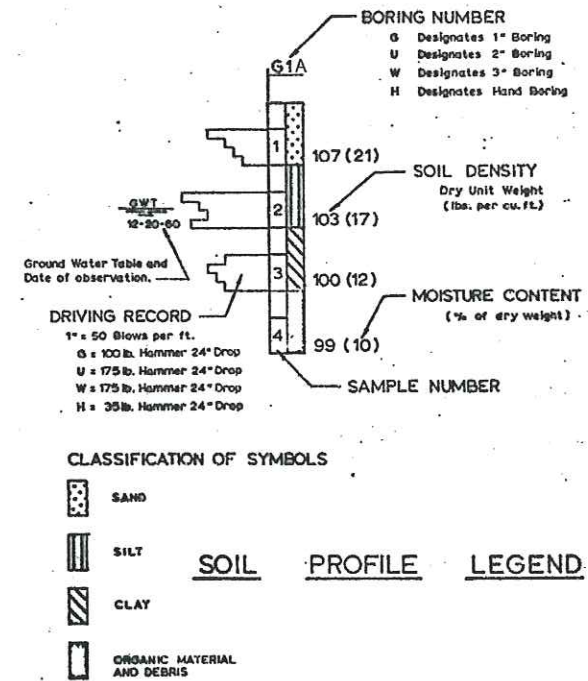 BORING NUMBER
G Designates 1" Boring
U Designates 2" Boring
W Designates 3" Boring
H Designates Hand Boring
G1A
1
107 (21)
SOIL DENSITY
Dry Unit Weight
(lbs. per cu. ft.)
2
103 (17)
GWT
12-20-60
Ground Water Table and
Date of observation.
3
100 (12)
DRIVING RECORD
1" = 50 Blows per ft.
G = 100 lb. Hammer 24" Drop
U = 175 lb. Hammer 24" Drop
W = 175 lb. Hammer 24" Drop
H = 35 lb. Hammer 24" Drop
MOISTURE CONTENT
(% of dry weight)
4
99 (10)
SAMPLE NUMBER
CLASSIFICATION OF SYMBOLS
SAND
SILT
SOIL PROFILE LEGEND
CLAY
ORGANIC MATERIAL
AND DEBRIS